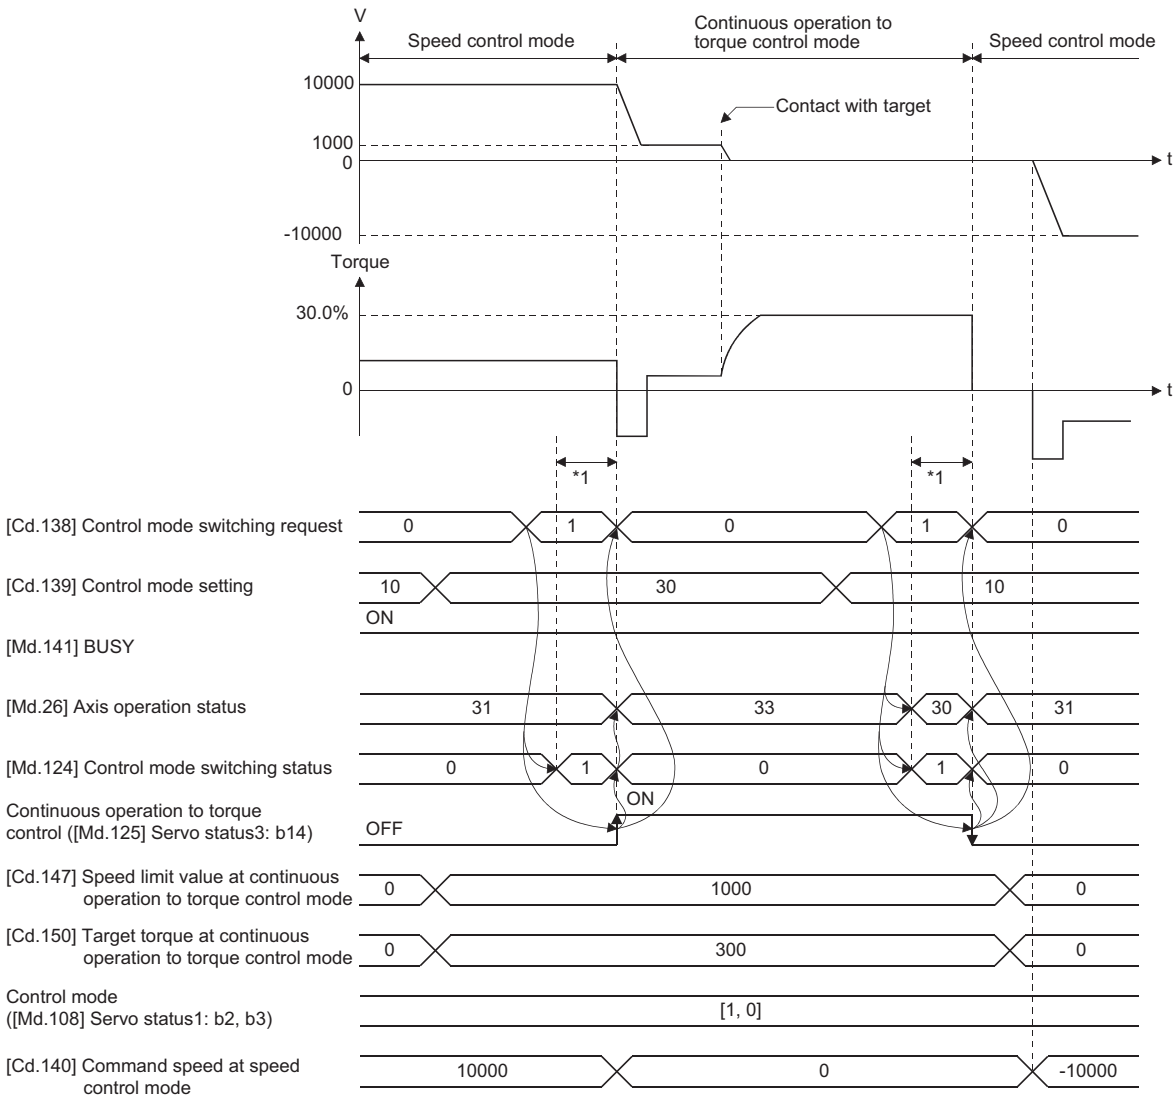 V
Speed control mode
Continuous operation to
torque control mode
Speed control mode
10000
Contact with target
1000
0
t
-10000
Torque
30.0%
0
t
*1
*1
[Cd.138] Control mode switching request
0
1
0
1
0
[Cd.139] Control mode setting
10
30
10
ON
[Md.141] BUSY
[Md.26] Axis operation status
31
33
30
31
[Md.124] Control mode switching status
0
1
0
1
0
Continuous operation to torque
control ([Md.125] Servo status3: b14)
OFF
ON
[Cd.147] Speed limit value at continuous
operation to torque control mode
0
1000
0
[Cd.150] Target torque at continuous
operation to torque control mode
0
300
0
Control mode
([Md.108] Servo status1: b2, b3)
[1, 0]
[Cd.140] Command speed at speed
control mode
10000
0
-10000